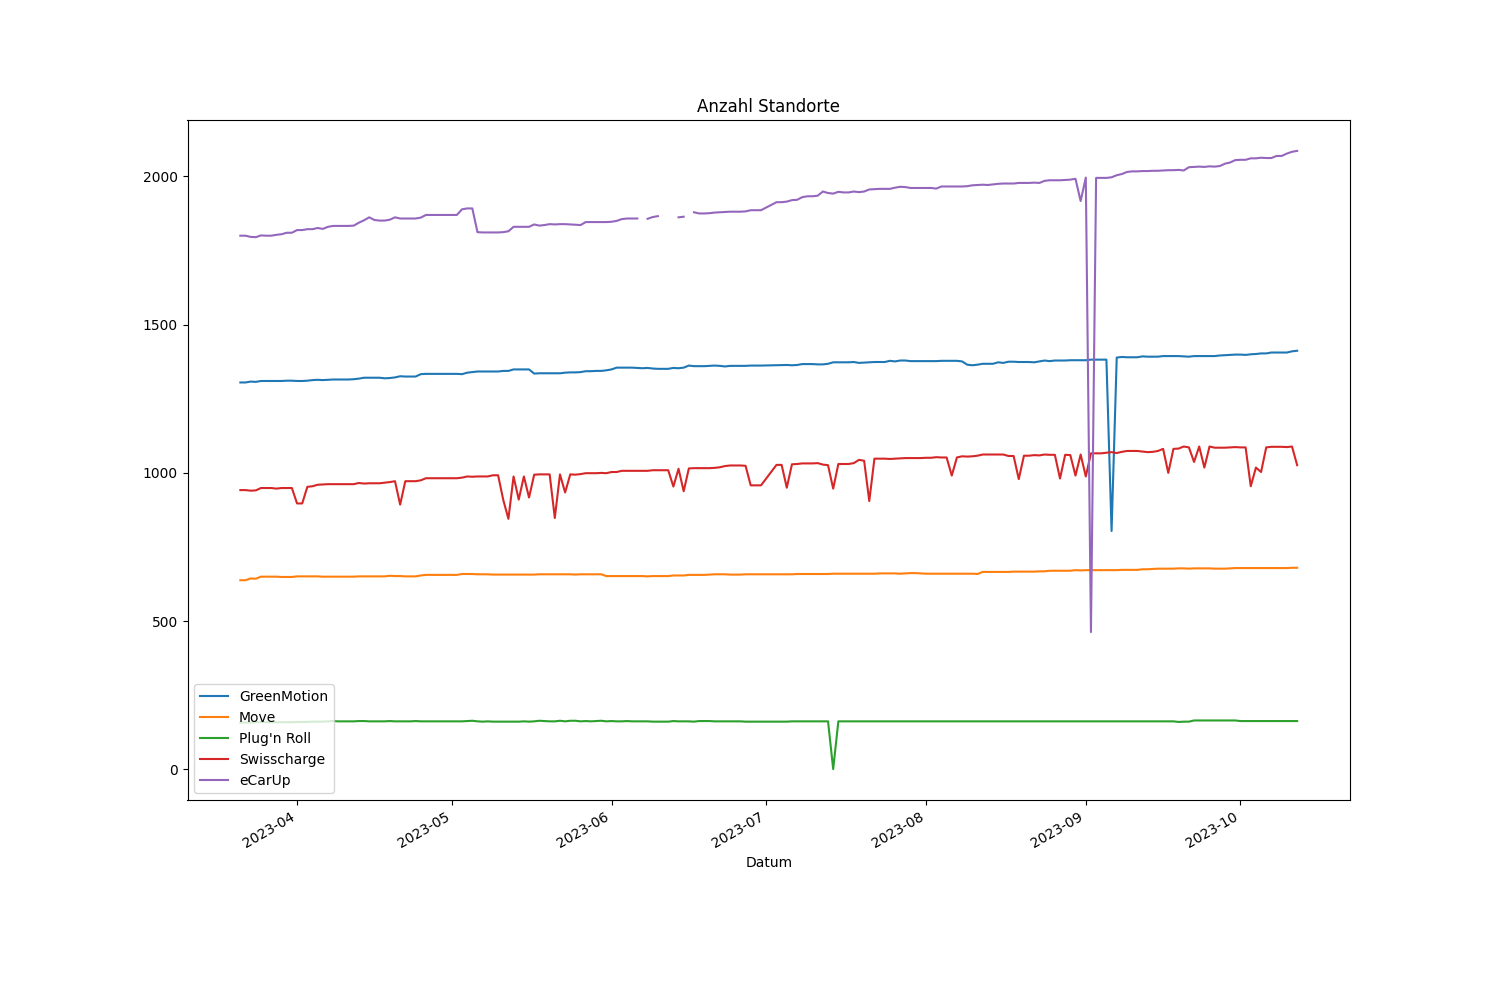 Anzahl Standorte
2000
1500
1000
500
0
GreenMotion
Move
Plug'n Roll
Swisscharge
eCarUp
2023-04
2023-05
2023-06
2023-07
2023-08
2023-09
2023-10
Datum